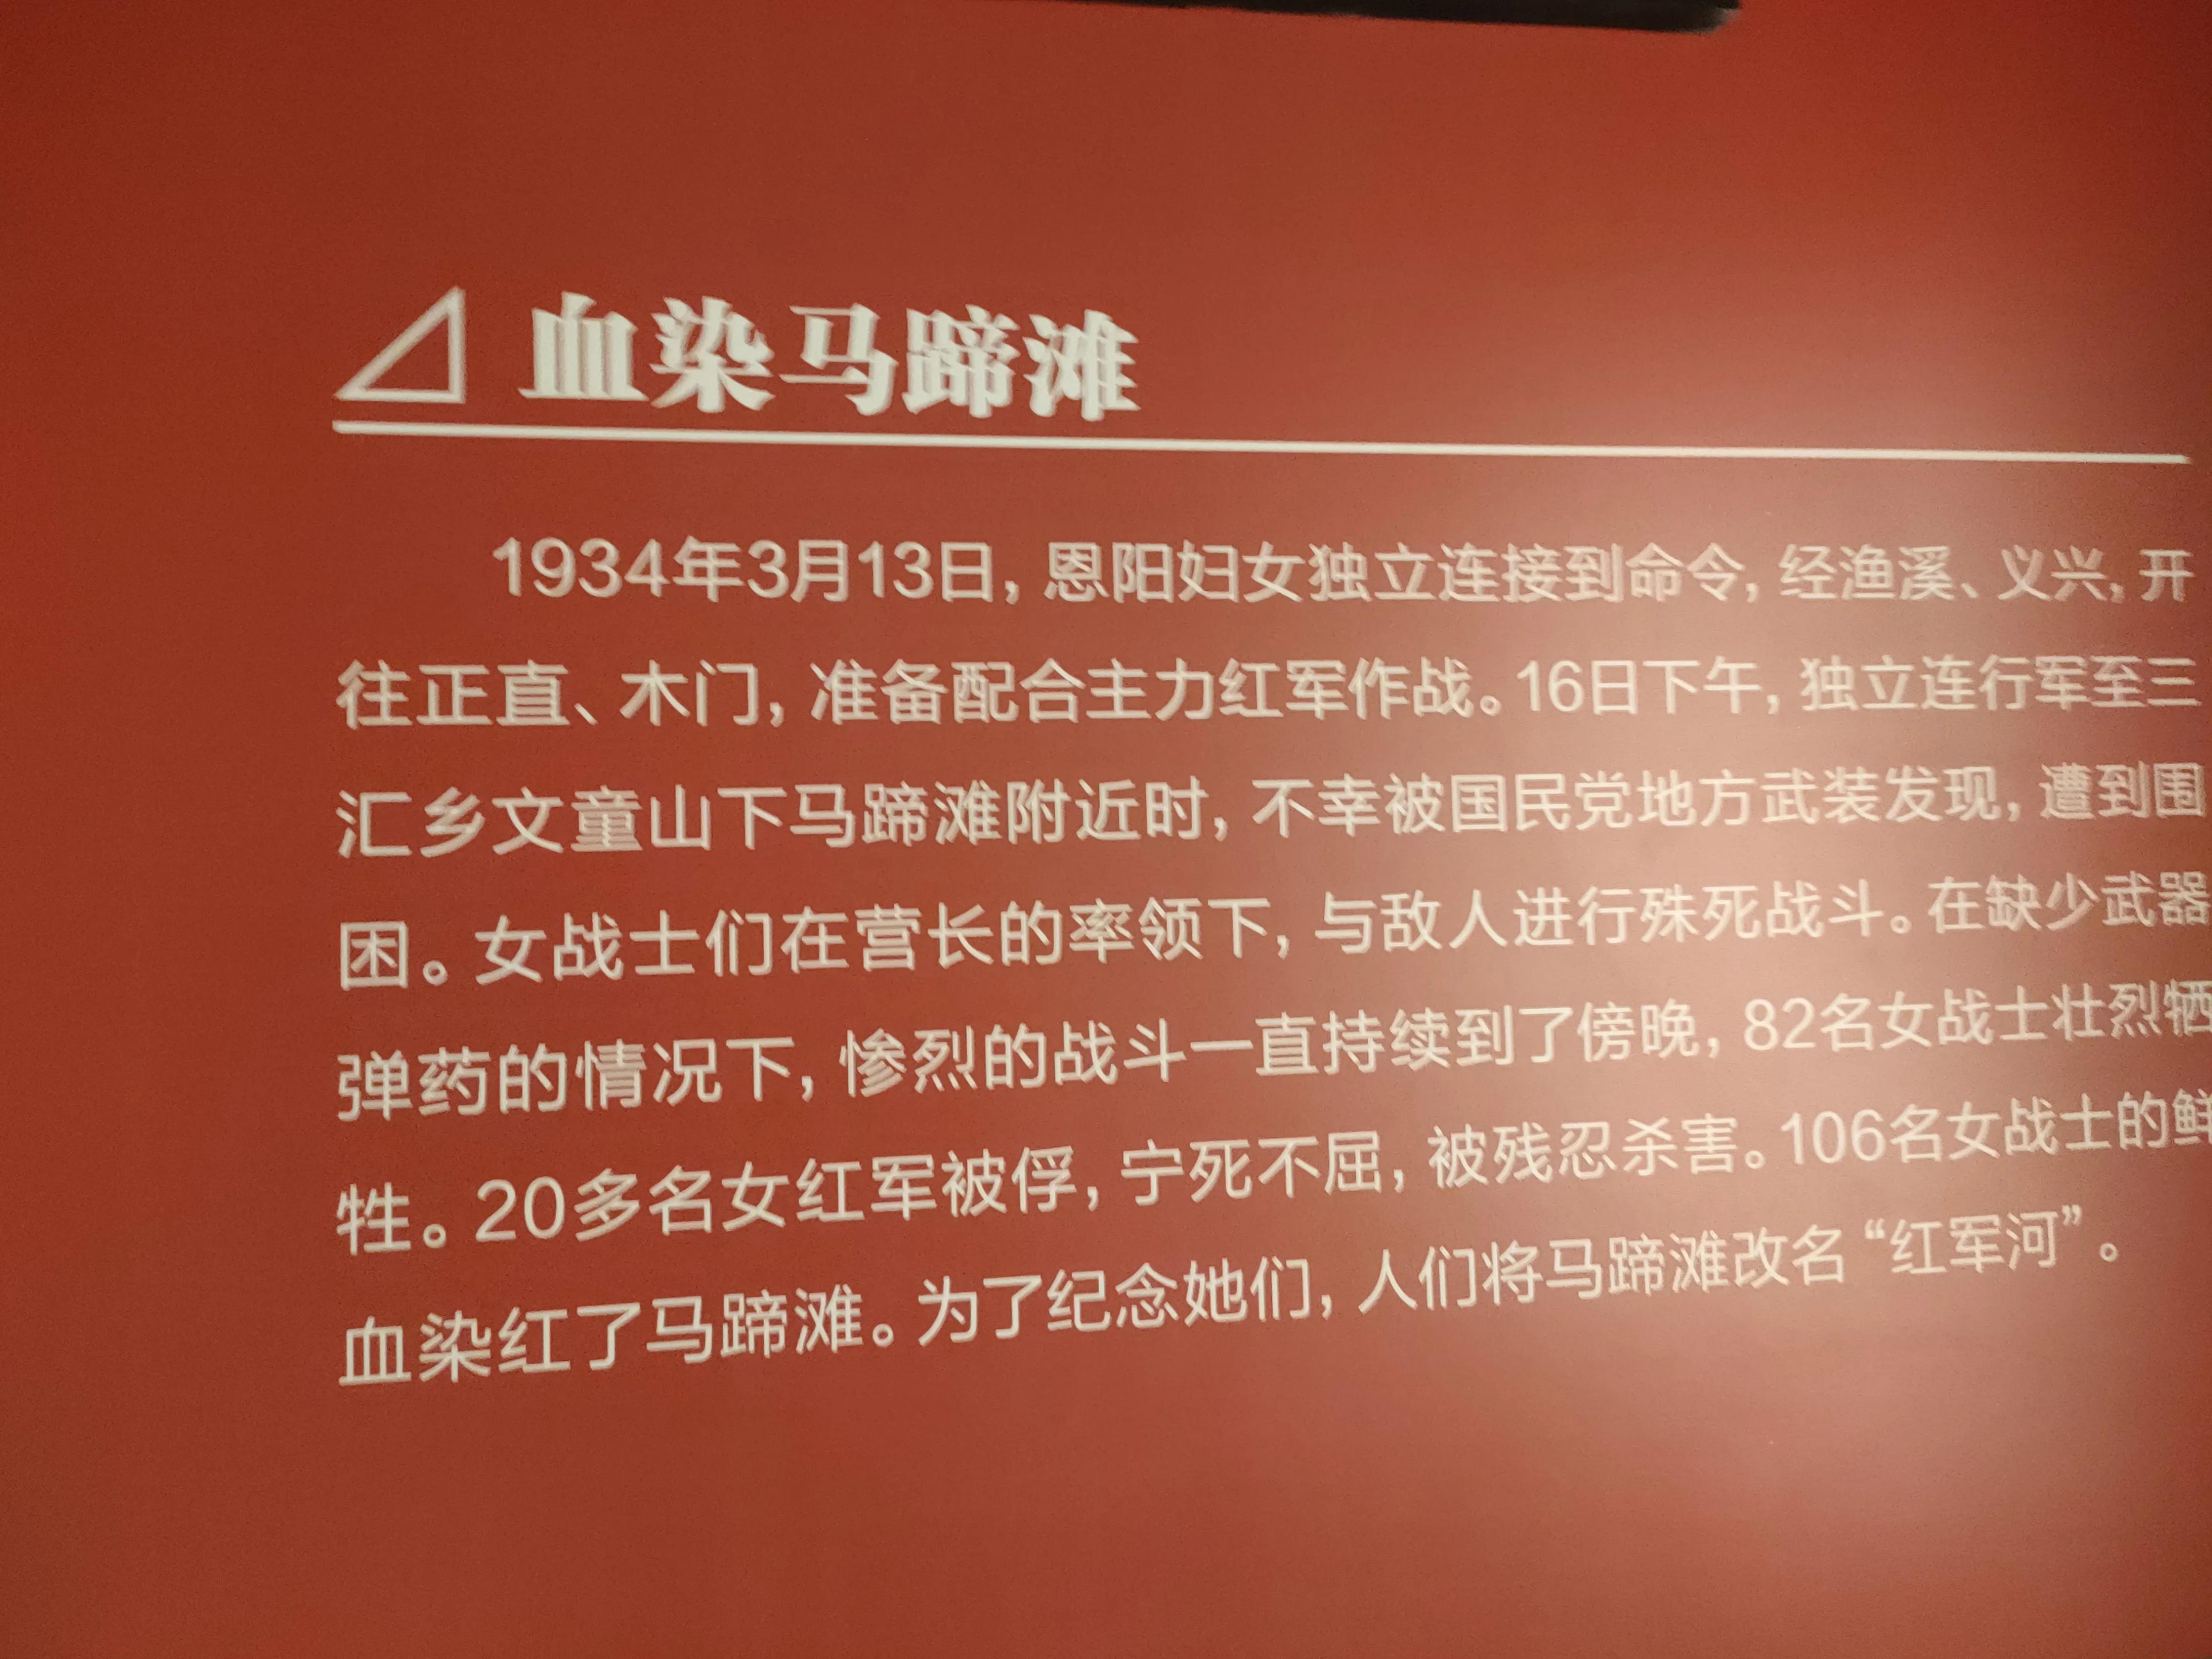 血染马蹄滩
1934年3月13日，恩阳妇女独立连接到命令，经渔溪、义兴，开
往正直、木门，准备配合主力红军作战。16日下午，独立连行军至三
汇乡文童山下马蹄滩附近时，不幸被国民党地方武装发现，遭到围
困。女战士们在营长的率领下，与敌人进行殊死战斗。在缺少武器
弹药的情况下，惨烈的战斗一直持续到了傍晚，82名女战士壮烈牺
牲。20多名女红军被俘，宁死不屈，被残忍杀害。106名女战士的鲜
血染红了马蹄滩。为了纪念她们，人们将马蹄滩改名“红军河”。